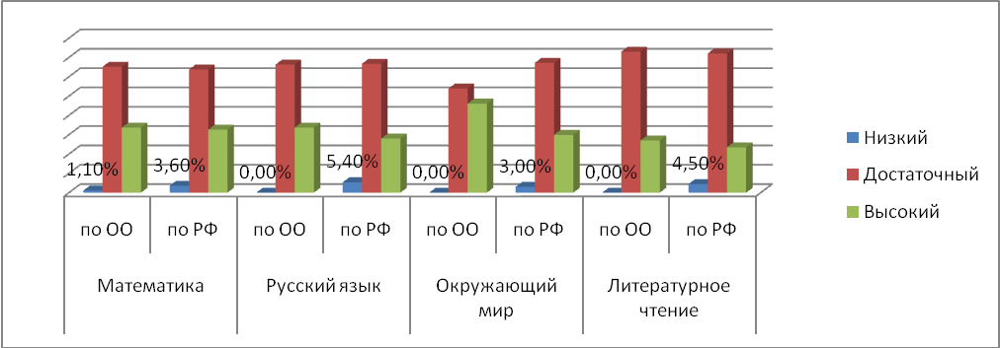 1,10%
3,60%
0,00%
5,40%
0,00%
3,00%
0,00%
4,50%
Низкий
Достаточный
Высокий
по ОО
по РФ
по ОО
по РФ
по ОО
по РФ
по ОО
по РФ
Математика
Русский язык
Окружающий
мир
Литературное
чтение